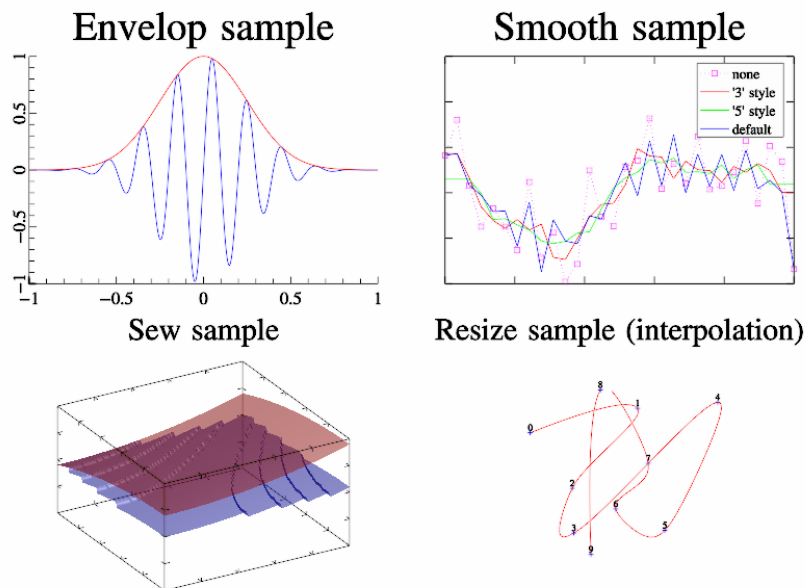 Envelop sample
Smooth sample
1
0.5
0
−0.5
−1
−1
−0.5
0
0.5
1
none
'3' style
'5' style
default
Sew sample
Resize sample (interpolation)
0
1
2
3
4
5
6
7
8
9